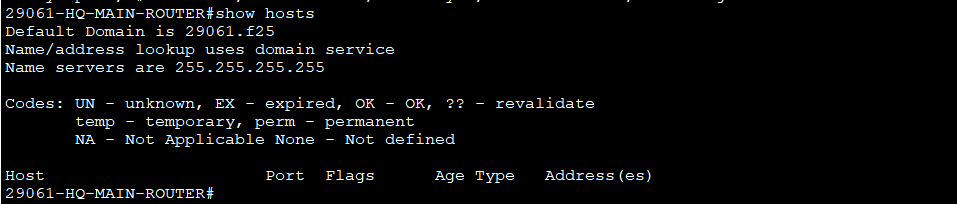 29061-HQ-MAIN-ROUTER#show hosts
Default Domain is 29061.f25
Name/address lookup uses domain service
Name servers are 255.255.255.255

Codes: UN - unknown, EX - expired, OK - OK, ?? - revalidate
       temp - temporary, perm - permanent
       NA - Not Applicable None - Not defined

Host                      Port  Flags      Age Type   Address(es)
29061-HQ-MAIN-ROUTER#